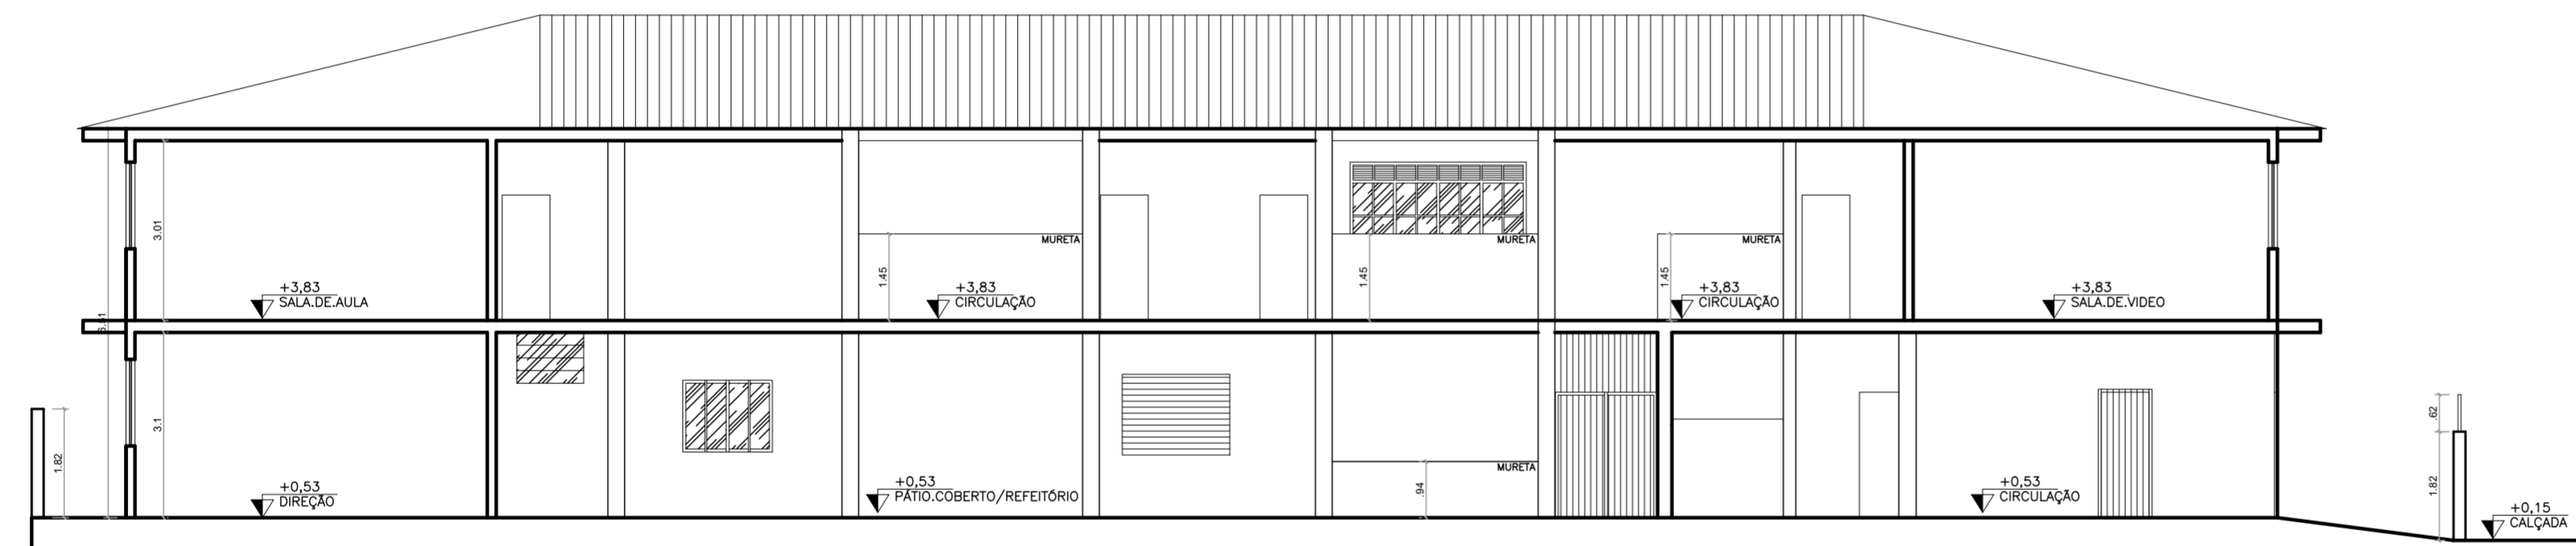 3.01
MURETA
MURETA
MURETA
1.45
1.45
1.45
+3,83
SALA.DE.AULA
+3,83
CIRCULAÇÃO
+3,83
CIRCULAÇÃO
+3,83
SALA.DE.VIDEO
6.51
3.1
1.82
+0,53
DIREÇÃO
+0,53
PÁTIO.COBERTO/REFEITÓRIO
MURETA
.94
+0,53
CIRCULAÇÃO
.62
1.82
+0,15
CALÇADA